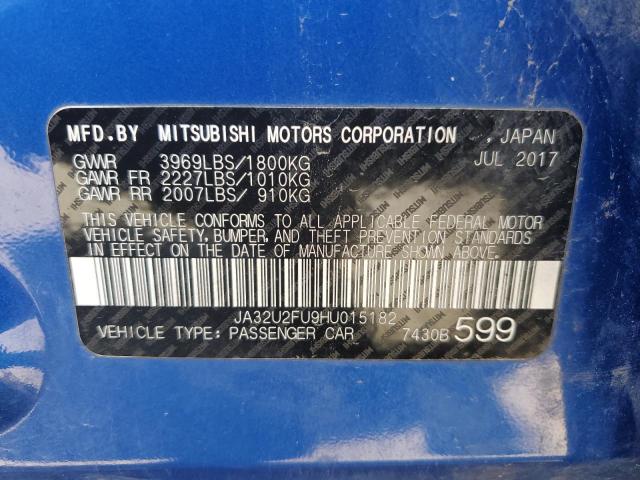 MFD.BY MITSUBISHI MOTORS CORPORATION , JAPAN
GVWR 3969LBS/1800KG JUL 2017
GAWR FR 2227LBS/1010KG
GAWR RR 2007LBS/ 910KG
THIS VEHICLE CONFORMS TO ALL APPLICABLE FEDERAL MOTOR
VEHICLE SAFETY, BUMPER, AND THEFT PREVENTION STANDARDS
IN EFFECT ON THE DATE OF MANUFACTURE SHOWN ABOVE.
JA32U2FU9HU015182
VEHICLE TYPE: PASSENGER CAR 7430B 599